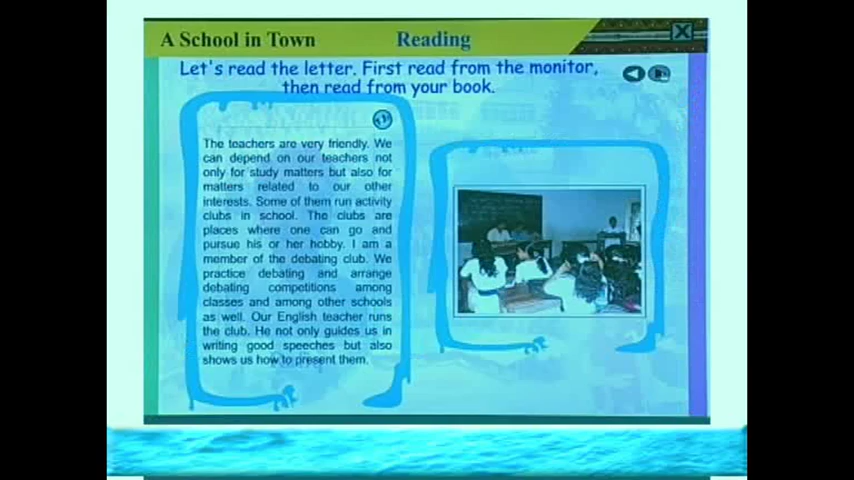 A School in Town
Reading
Let's read the letter. First read from the monitor,
then read from your book.
The teachers are very friendly. We
can depend on our teachers not
only for study matters but also for
matters related to our other
interests. Some of them run activity
clubs in school. The clubs are
places where one can go and
pursue his or her hobby. I am a
member of the debating club. We
practice debating and arrange
debating competitions among
classes and among other schools
as well. Our English teacher runs
the club. He not only guides us in
writing good speeches but also
shows us how to present them.